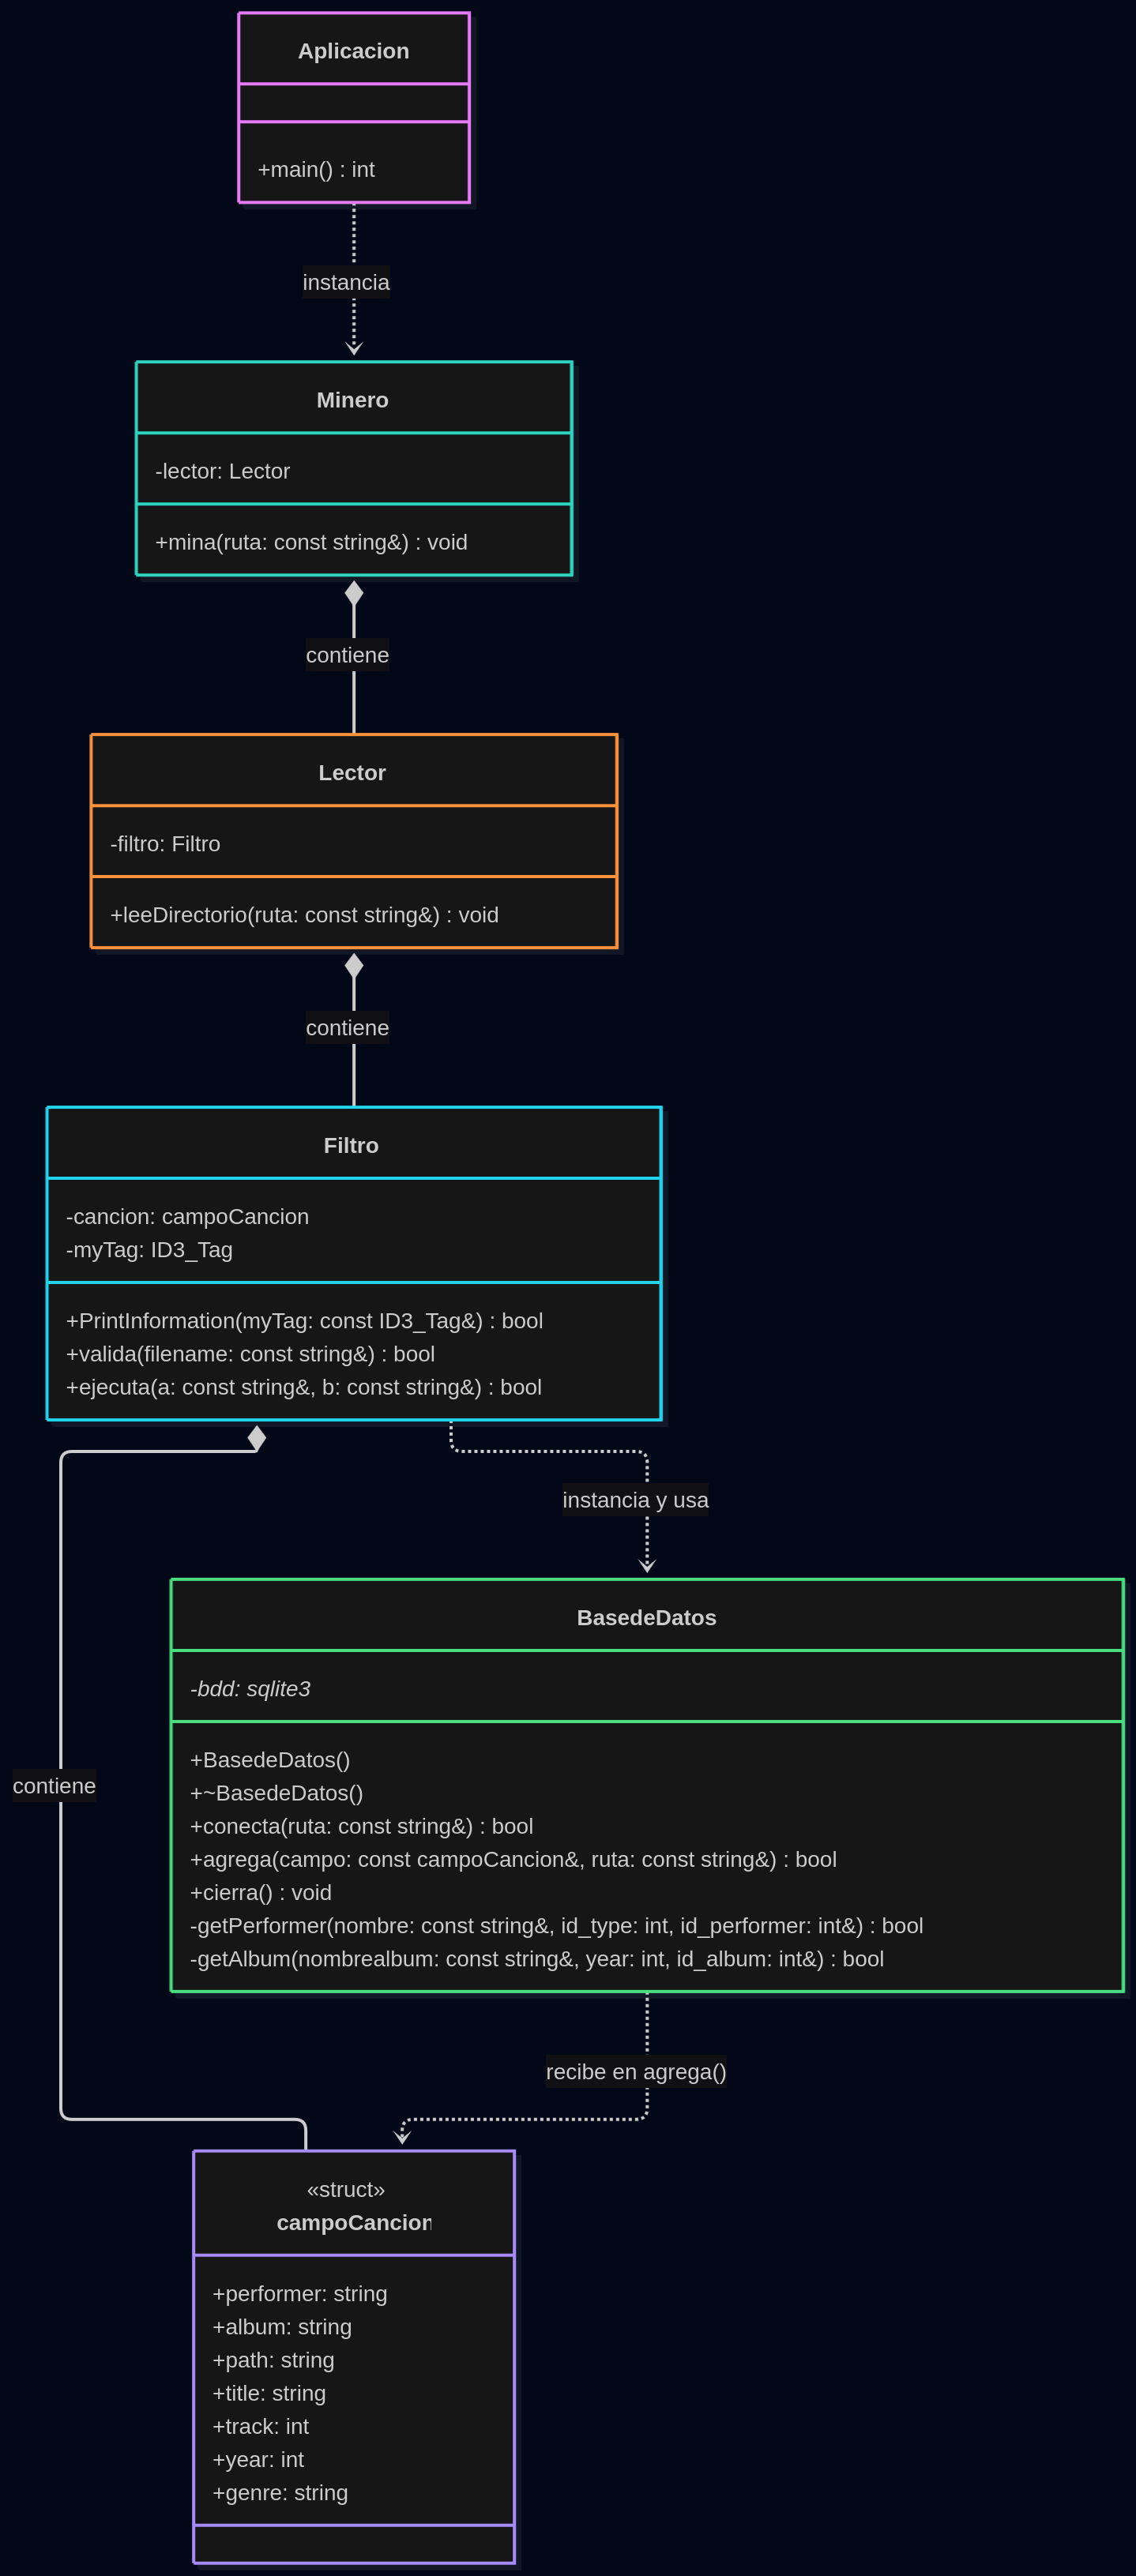 Aplicacion
+main() : int
instancia
Minero
-lector: Lector
+mina(ruta: const string&) : void
contiene
Lector
-filtro: Filtro
+leeDirectorio(ruta: const string&) : void
contiene
Filtro
-cancion: campoCancion
-myTag: ID3_Tag
+PrintInformation(myTag: const ID3_Tag&) : bool
+valida(filename: const string&) : bool
+ejecuta(a: const string&, b: const string&) : bool
instancia y usa
BasedeDatos
-bdd: sqlite3
+BasedeDatos()
+~BasedeDatos()
+conecta(ruta: const string&) : bool
+agrega(campo: const campoCancion&, ruta: const string&) : bool
+cierra() : void
-getPerformer(nombre: const string&, id_type: int, id_performer: int&) : bool
-getAlbum(nombrealbum: const string&, year: int, id_album: int&) : bool
contiene
recibe en agrega()
«struct»
campoCancion
+performer: string
+album: string
+path: string
+title: string
+track: int
+year: int
+genre: string